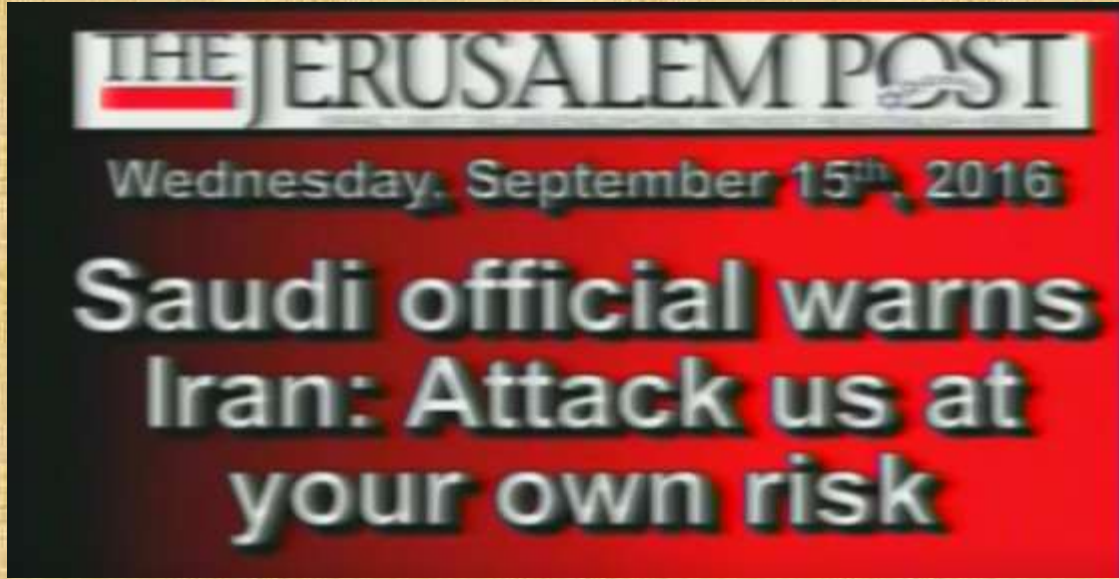 THE JERUSALEM POST
Wednesday. September 15th, 2016
Saudi official warns
Iran: Attack us at
your own risk